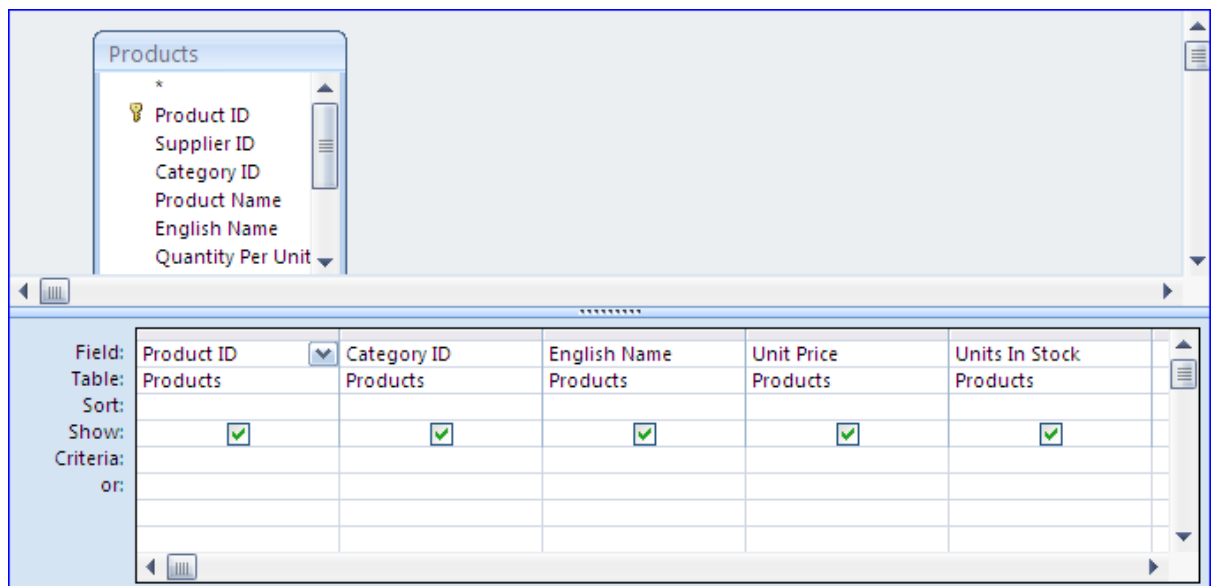 Products
*
Product ID
Supplier ID
Category ID
Product Name
English Name
Quantity Per Unit
Field: Product ID Category ID English Name Unit Price Units In Stock
Table: Products Products Products Products Products
Sort:
Show:
Criteria:
or: